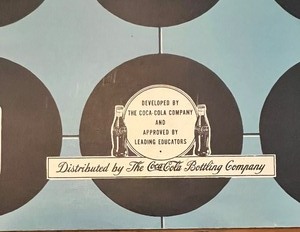 DEVELOPED BY
THE COCA-COLA COMPANY
AND
APPROVED BY
LEADING EDUCATORS
Distributed by The Coca-Cola Bottling Company